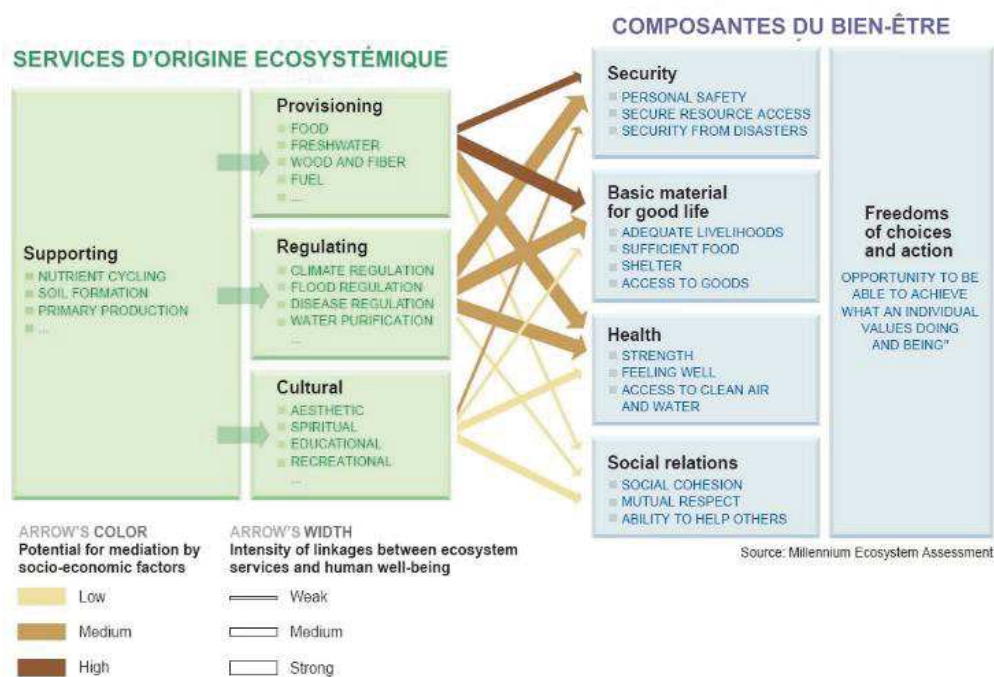 COMPOSANTES DU BIEN-ÊTRE
SERVICES D'ORIGINE ECOSYSTÉMIQUE
Supporting
NUTRIENT CYCLING
SOIL FORMATION
PRIMARY PRODUCTION
...
Provisioning
FOOD
FRESHWATER
WOOD AND FIBER
FUEL
...
Regulating
CLIMATE REGULATION
FLOOD REGULATION
DISEASE REGULATION
WATER PURIFICATION
...
Cultural
AESTHETIC
SPIRITUAL
EDUCATIONAL
RECREATIONAL
...
Security
PERSONAL SAFETY
SECURE RESOURCE ACCESS
SECURITY FROM DISASTERS
Basic material
for good life
ADEQUATE LIVELIHOODS
SUFFICIENT FOOD
SHELTER
ACCESS TO GOODS
Health
STRENGTH
FEELING WELL
ACCESS TO CLEAN AIR
AND WATER
Social relations
SOCIAL COHESION
MUTUAL RESPECT
ABILITY TO HELP OTHERS
Freedoms
of choices
and action
OPPORTUNITY TO BE
ABLE TO ACHIEVE
WHAT AN INDIVIDUAL
VALUES DOING
AND BEING"
Source: Millennium Ecosystem Assessment
ARROW'S COLOR
Potential for mediation by
socio-economic factors
Low
Medium
High
ARROW'S WIDTH
Intensity of linkages between ecosystem
services and human well-being
Weak
Medium
Strong